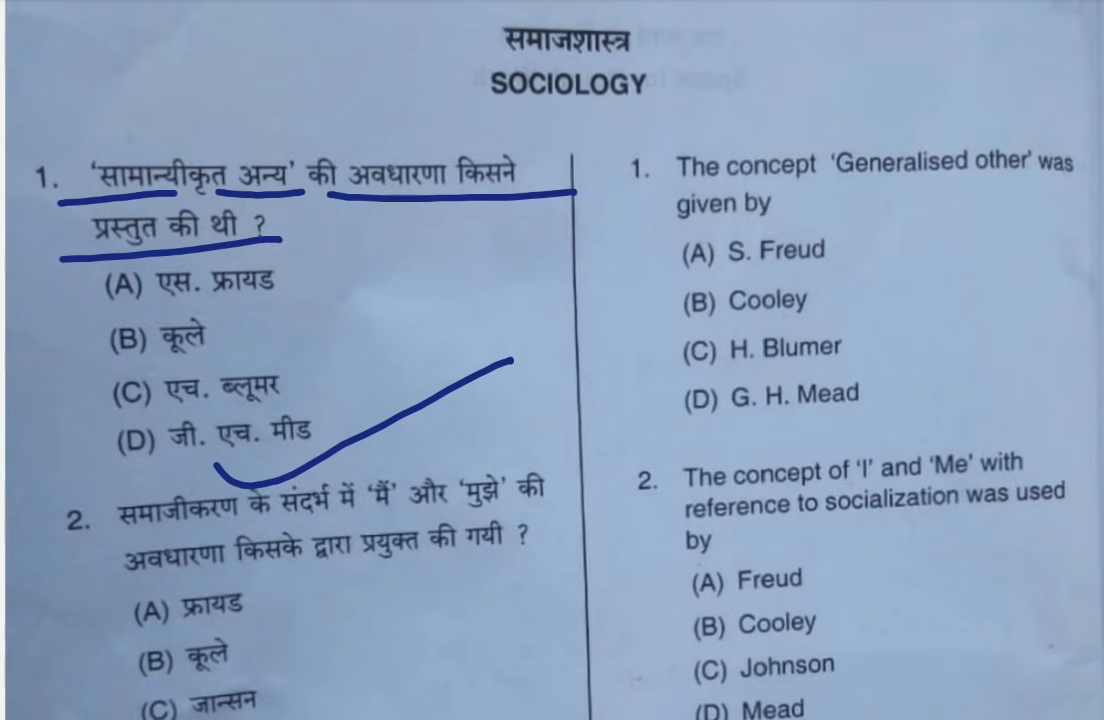 समाजशास्त्र
SOCIOLOGY
1. 'सामान्यीकृत अन्य' की अवधारणा किसने
प्रस्तुत की थी ?
(A) एस. फ्रायड
(B) कूले
(C) एच. ब्लूमर
(D) जी. एच. मीड
2. समाजीकरण के संदर्भ में 'मैं' और 'मुझे' की
अवधारणा किसके द्वारा प्रयुक्त की गयी ?
(A) फ्रायड
(B) कूले
(C) जान्सन
1. The concept 'Generalised other' was
given by
(A) S. Freud
(B) Cooley
(C) H. Blumer
(D) G. H. Mead
2. The concept of 'I' and 'Me' with
reference to socialization was used
by
(A) Freud
(B) Cooley
(C) Johnson
(D) Mead